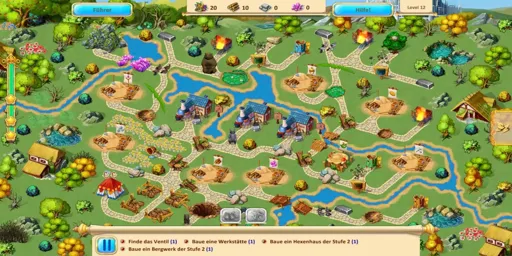 Führer
20
10
0
0
Hilfe!
Level 12
Finde das Ventil (1)
Baue eine Werkstätte (1)
Baue ein Hexenhaus der Stufe 2 (1)
Baue ein Bergwerk der Stufe 2 (1)